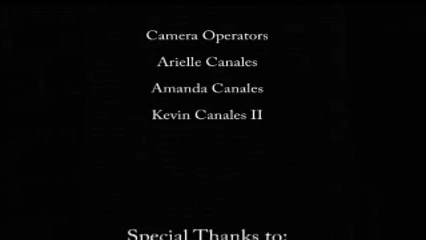 Camera Operators
Arielle Canales
Amanda Canales
Kevin Canales II
Special Thanks to: